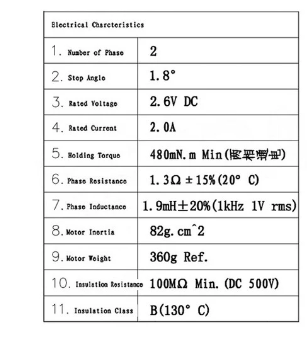 Electrical Charcteristics
1. Number of Phase 2
2. Step Angle 1.8°
3. Rated Voltage 2.6V DC
4. Rated Current 2.0A
5. Holding Torque 480mN.m Min
6. Phase Resistance 1.3Ω ±15%(20° C)
7. Phase Inductance 1.9mH±20%(1kHz 1V rms)
8. Motor Inertia 82g.cm^2
9. Motor Weight 360g Ref.
10. Insulation Resistance 100MΩ Min. (DC 500V)
11. Insulation Class B(130° C)